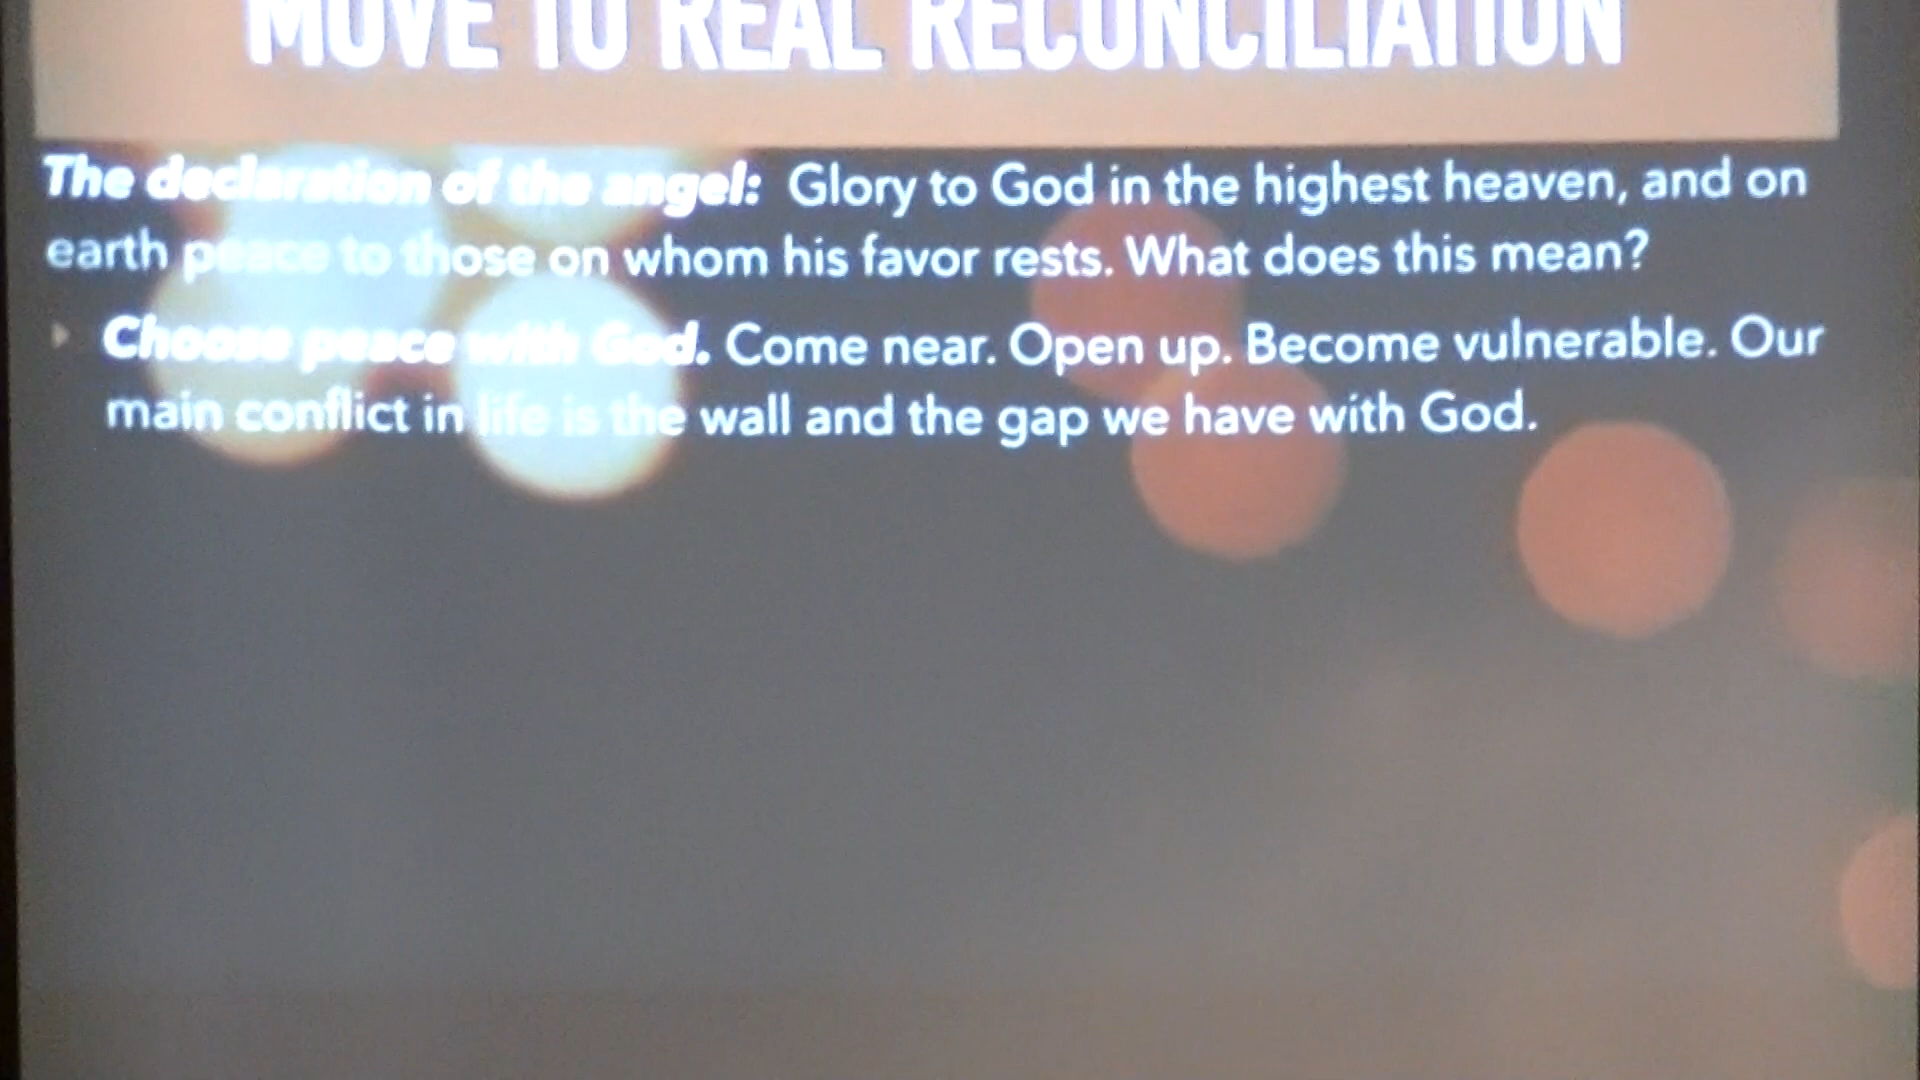 MOVE TO REAL RECONCILIATION
The declaration of the angel: Glory to God in the highest heaven, and on
earth peace to those on whom his favor rests. What does this mean?
Choose peace with God. Come near. Open up. Become vulnerable. Our
main conflict in life is the wall and the gap we have with God.